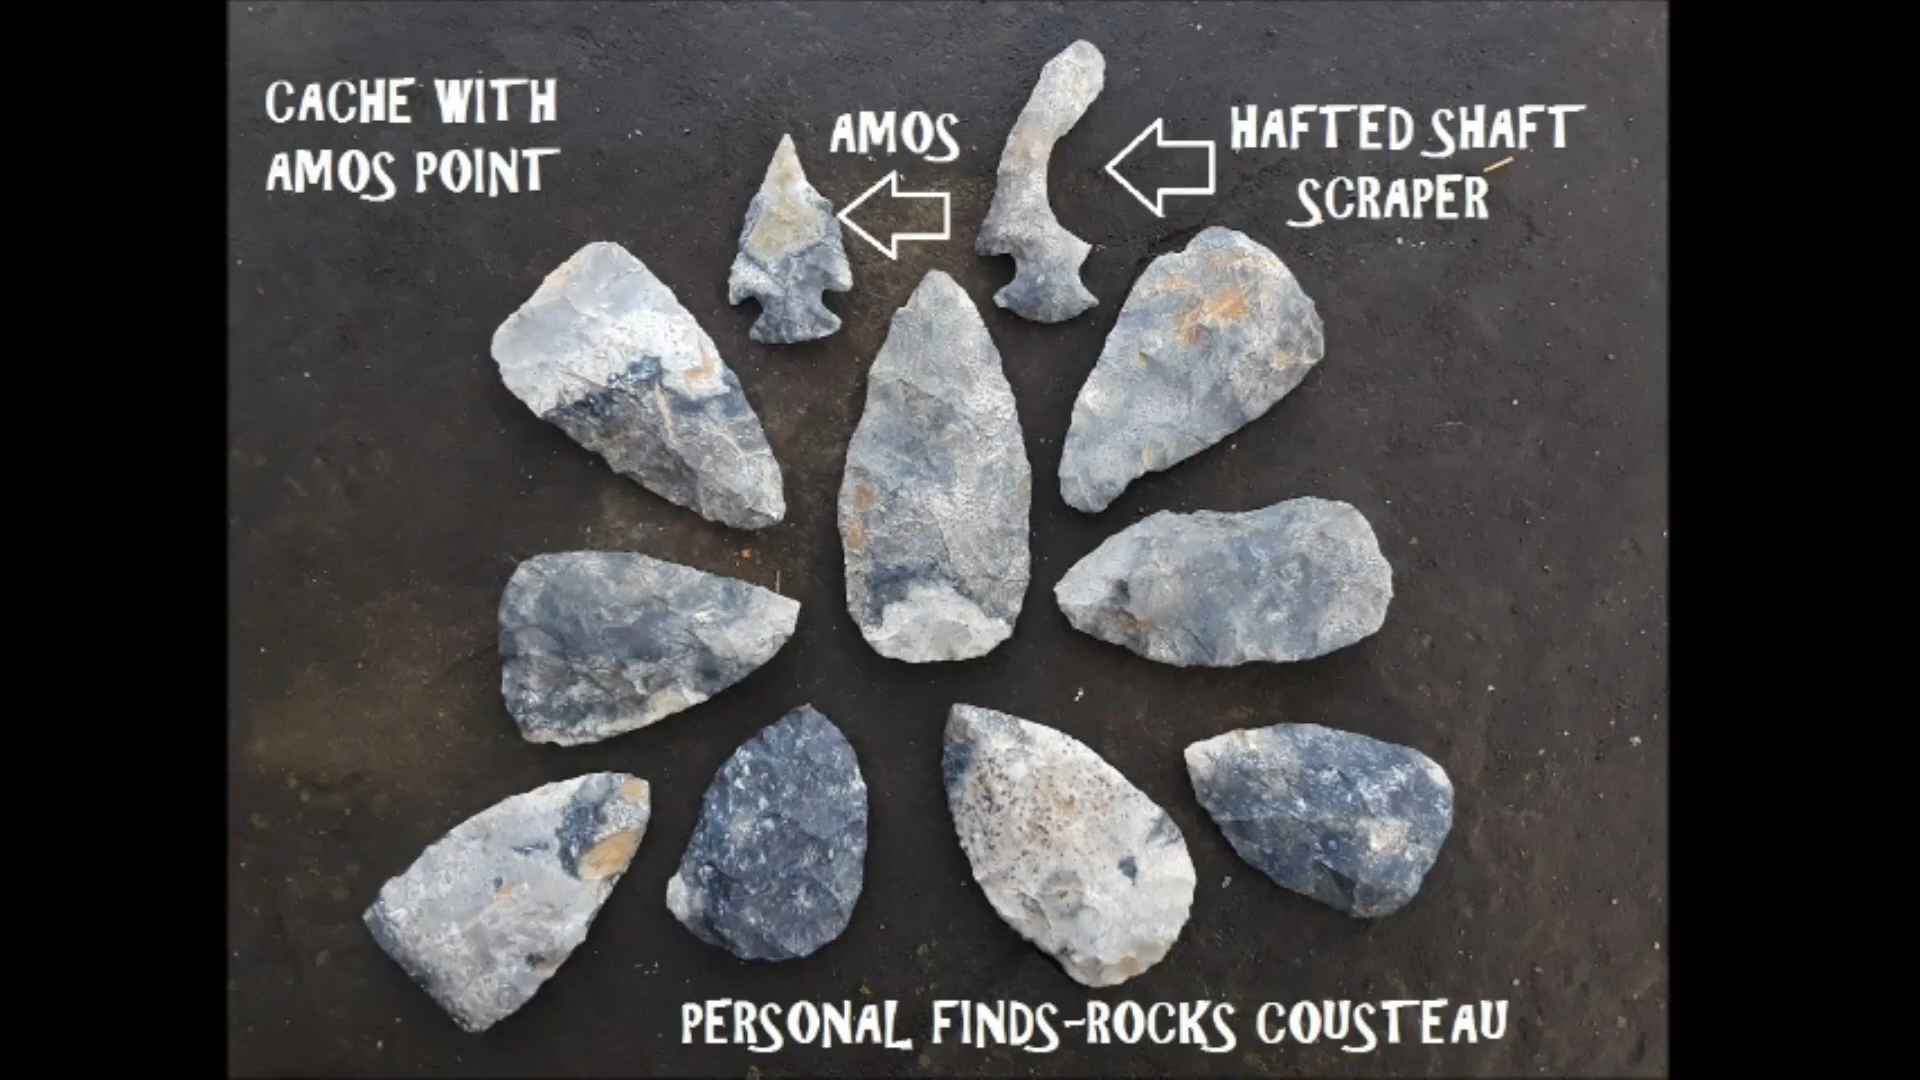 CACHE WITH
AMOS POINT
AMOS
HAFTED SHAFT
SCRAPER
PERSONAL FINDS-ROCKS COUSTEAU